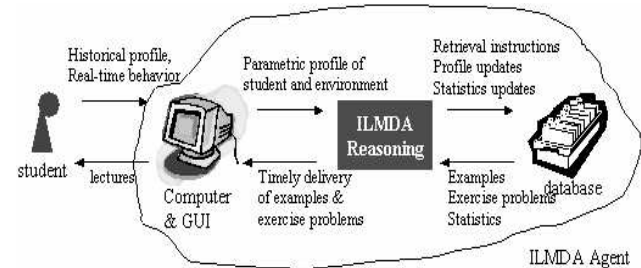 Historical profile,
Real-time behavior
student
lectures
Computer
& GUI
Parametric profile of
student and environment
ILMDA
Reasoning
Timely delivery
of examples &
exercise problems
Retrieval instructions
Profile updates
Statistics updates
Examples
Exercise problems
Statistics
database
ILMDA Agent